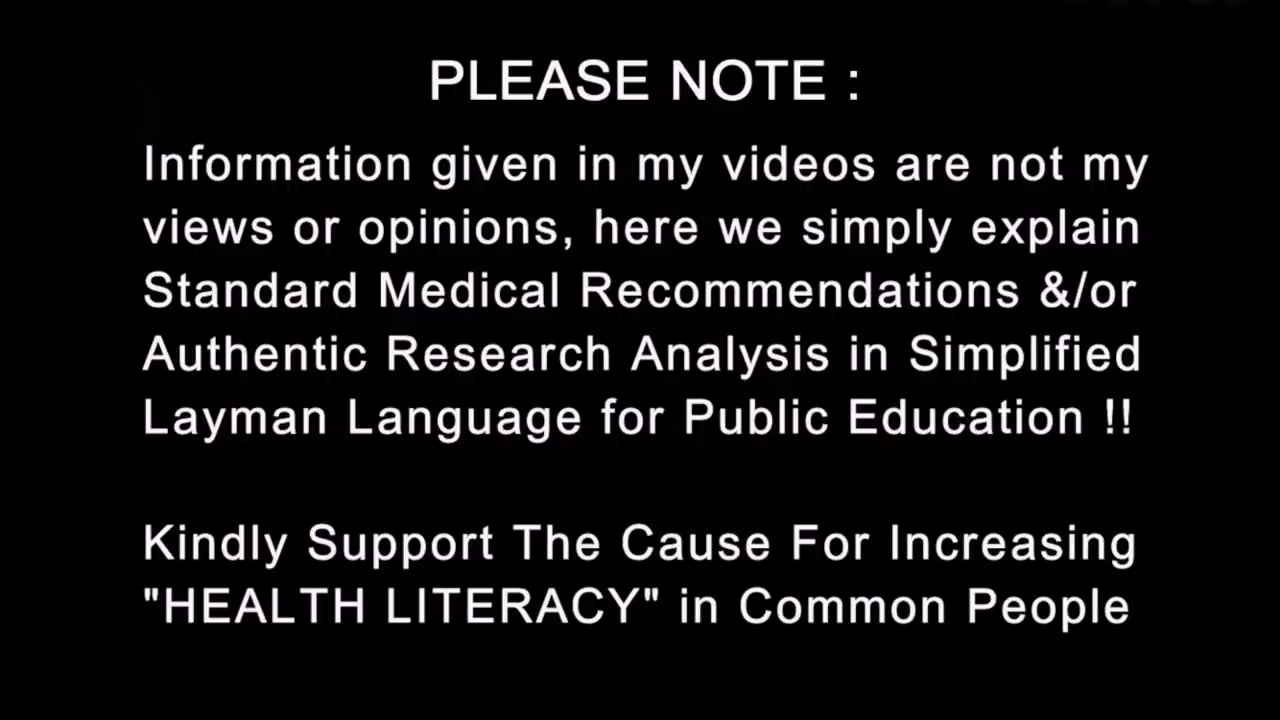 PLEASE NOTE :
Information given in my videos are not my
views or opinions, here we simply explain
Standard Medical Recommendations &/or
Authentic Research Analysis in Simplified
Layman Language for Public Education !!
Kindly Support The Cause For Increasing
"HEALTH LITERACY" in Common People